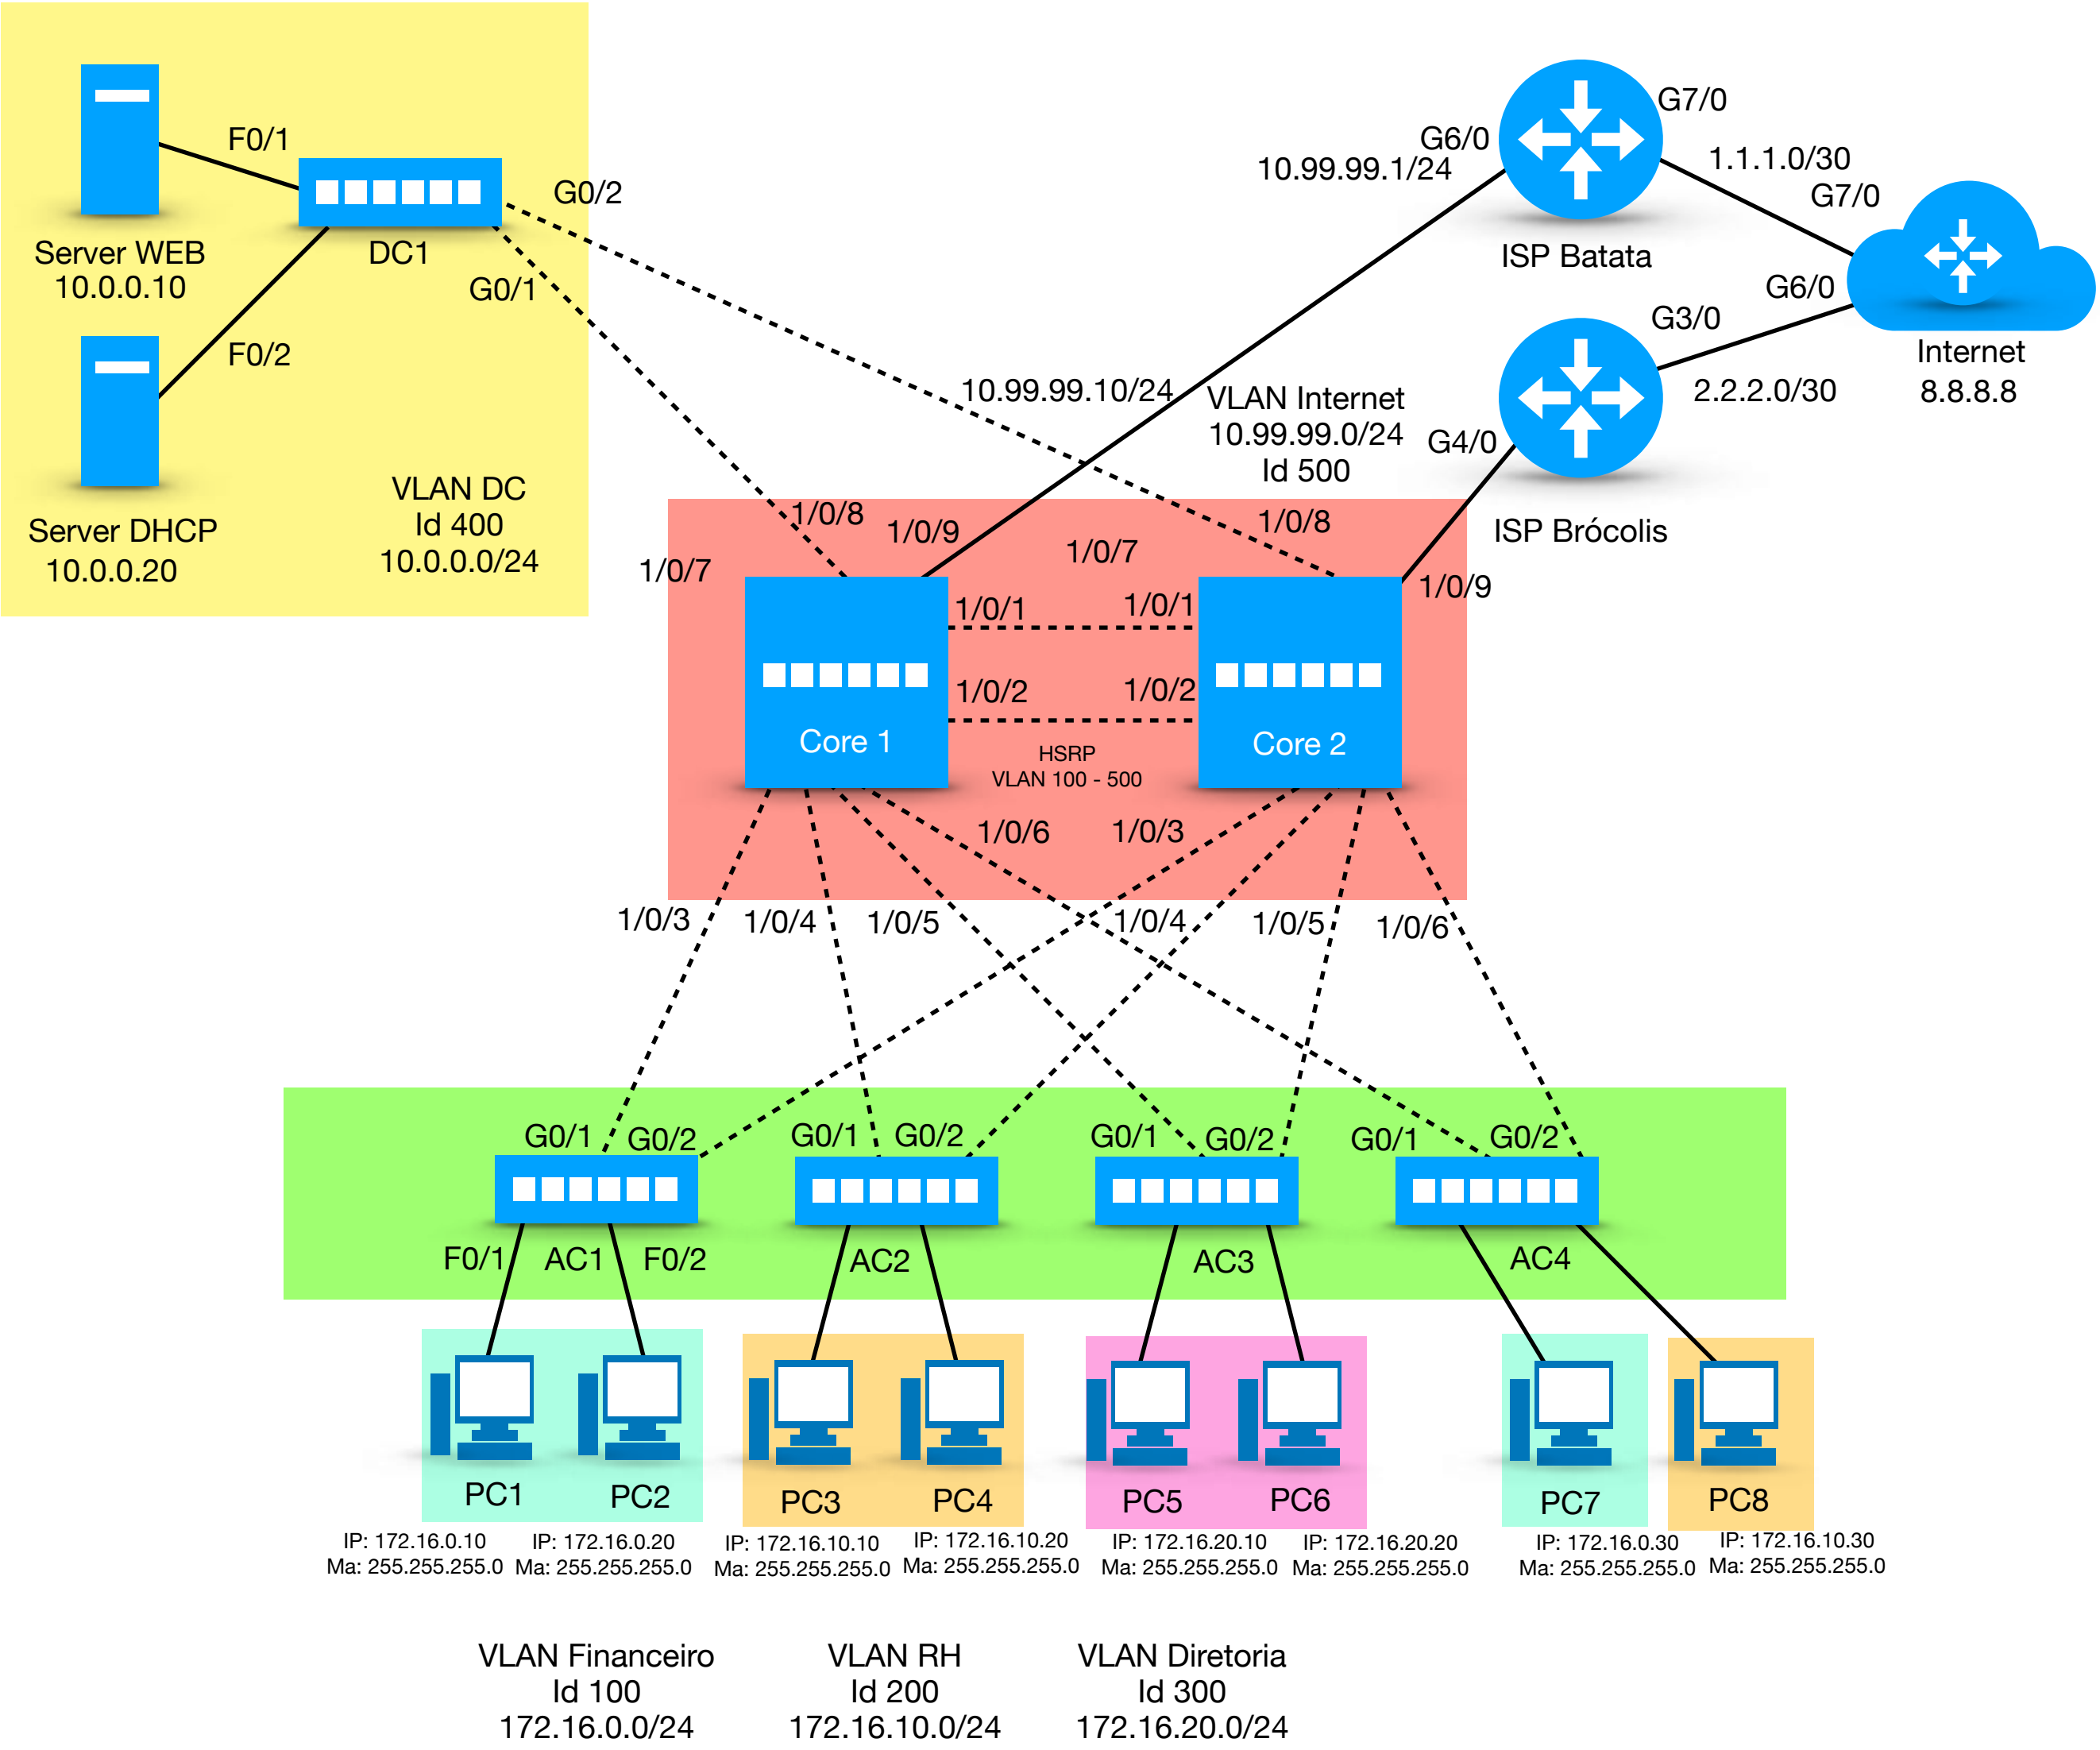 F0/1
G0/2
Server WEB
10.0.0.10
DC1
G0/1
F0/2
Server DHCP
10.0.0.20
VLAN DC
Id 400
10.0.0.0/24
G7/0
G6/0
10.99.99.1/24
1.1.1.0/30
G7/0
ISP Batata
G6/0
G3/0
Internet
8.8.8.8
2.2.2.0/30
10.99.99.10/24
VLAN Internet
10.99.99.0/24
Id 500
G4/0
ISP Brócolis
1/0/8
1/0/9
1/0/8
1/0/7
1/0/7
1/0/9
1/0/1
1/0/1
1/0/2
1/0/2
Core 1
Core 2
HSRP
VLAN 100 - 500
1/0/6
1/0/3
1/0/3
1/0/4
1/0/5
1/0/4
1/0/5
1/0/6
G0/1
G0/2
G0/1
G0/2
G0/1
G0/2
G0/1
G0/2
F0/1
AC1
F0/2
AC2
AC3
AC4
PC1
PC2
PC3
PC4
PC5
PC6
PC7
PC8
IP: 172.16.0.10
Ma: 255.255.255.0
IP: 172.16.0.20
Ma: 255.255.255.0
IP: 172.16.10.10
Ma: 255.255.255.0
IP: 172.16.10.20
Ma: 255.255.255.0
IP: 172.16.20.10
Ma: 255.255.255.0
IP: 172.16.20.20
Ma: 255.255.255.0
IP: 172.16.0.30
Ma: 255.255.255.0
IP: 172.16.10.30
Ma: 255.255.255.0
VLAN Financeiro
Id 100
172.16.0.0/24
VLAN RH
Id 200
172.16.10.0/24
VLAN Diretoria
Id 300
172.16.20.0/24